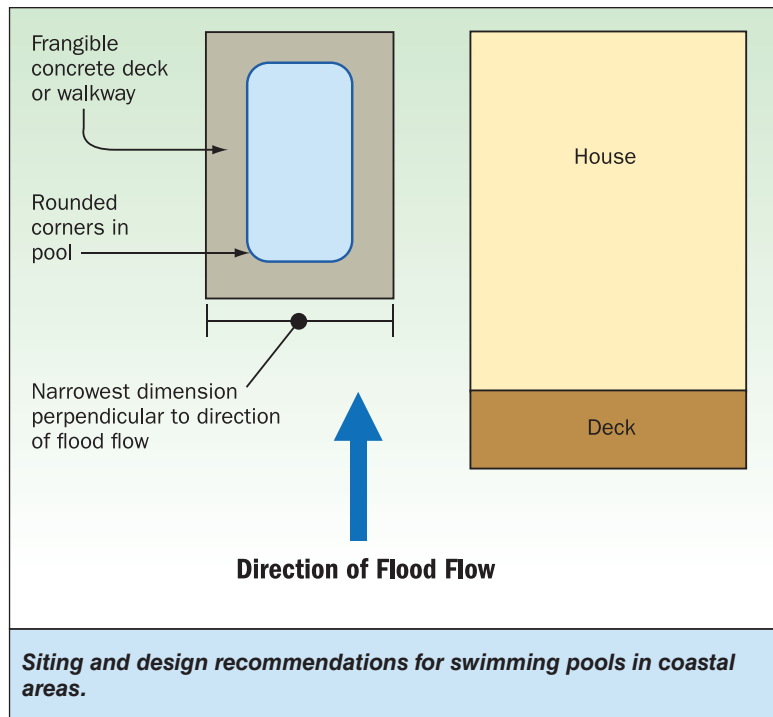 Frangible
concrete deck
or walkway
House
Rounded
corners in
pool
Narrowest dimension
perpendicular to direction
of flood flow
Deck
Direction of Flood Flow
Siting and design recommendations for swimming pools in coastal
areas.